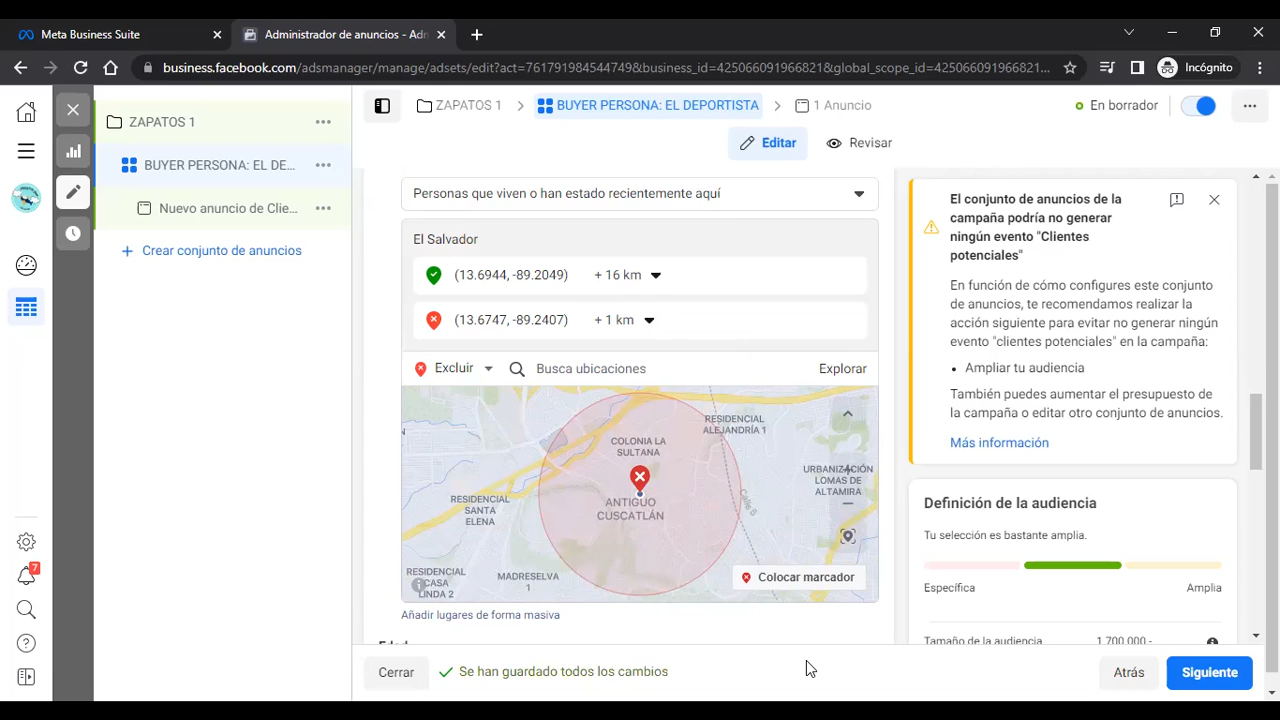 Meta Business Suite
Administrador de anuncios - Adn
business.facebook.com/adsmanager/manage/adsets/edit?act=761791984544749&business_id=425066091966821&global_scope_id=425066091966821...
Incógnito
ZAPATOS 1
BUYER PERSONA: EL DE...
Nuevo anuncio de Clie...
+ Crear conjunto de anuncios
7
ZAPATOS 1 > BUYER PERSONA: EL DEPORTISTA > 1 Anuncio
En borrador
Editar
Revisar
Personas que viven o han estado recientemente aquí
El Salvador
(13.6944, -89.2049) + 16 km
(13.6747, -89.2407) + 1 km
Excluir
Busca ubicaciones
Explorar
RESIDENCIAL
ALEJANDRÍA 1
COLONIA LA
SULTANA
URBANIZACIÓN
LOMAS DE
ALTAMIRA
RESIDENCIAL
SANTA
ELENA
ANTIGUO
CUSCATLÁN
RESIDENCIAL
CASA
LINDA 2
MADRESELVA
1
Colocar marcador
Añadir lugares de forma masiva
Edad
El conjunto de anuncios de la
campaña podría no generar
ningún evento "Clientes
potenciales"
En función de cómo configures este conjunto
de anuncios, te recomendamos realizar la
acción siguiente para evitar no generar ningún
evento "clientes potenciales" en la campaña:
• Ampliar tu audiencia
También puedes aumentar el presupuesto de
la campaña o editar otro conjunto de anuncios.
Más información
Definición de la audiencia
Tu selección es bastante amplia.
Específica
Amplia
Tamaño de la audiencia 1.700.000 -
Cerrar
Se han guardado todos los cambios
Atrás
Siguiente